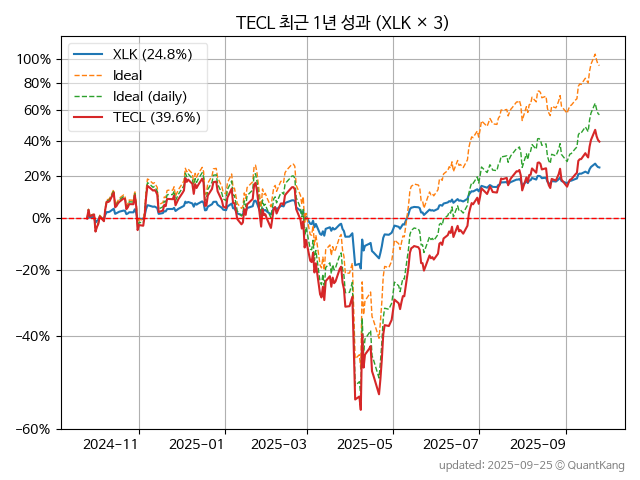 TECL 최근 1년 성과 (XLK × 3)
XLK (24.8%)
Ideal
Ideal (daily)
TECL (39.6%)
100%
80%
60%
40%
20%
0%
−20%
−40%
−60%
2024-11
2025-01
2025-03
2025-05
2025-07
2025-09
updated: 2025-09-25 ⓒ QuantKang